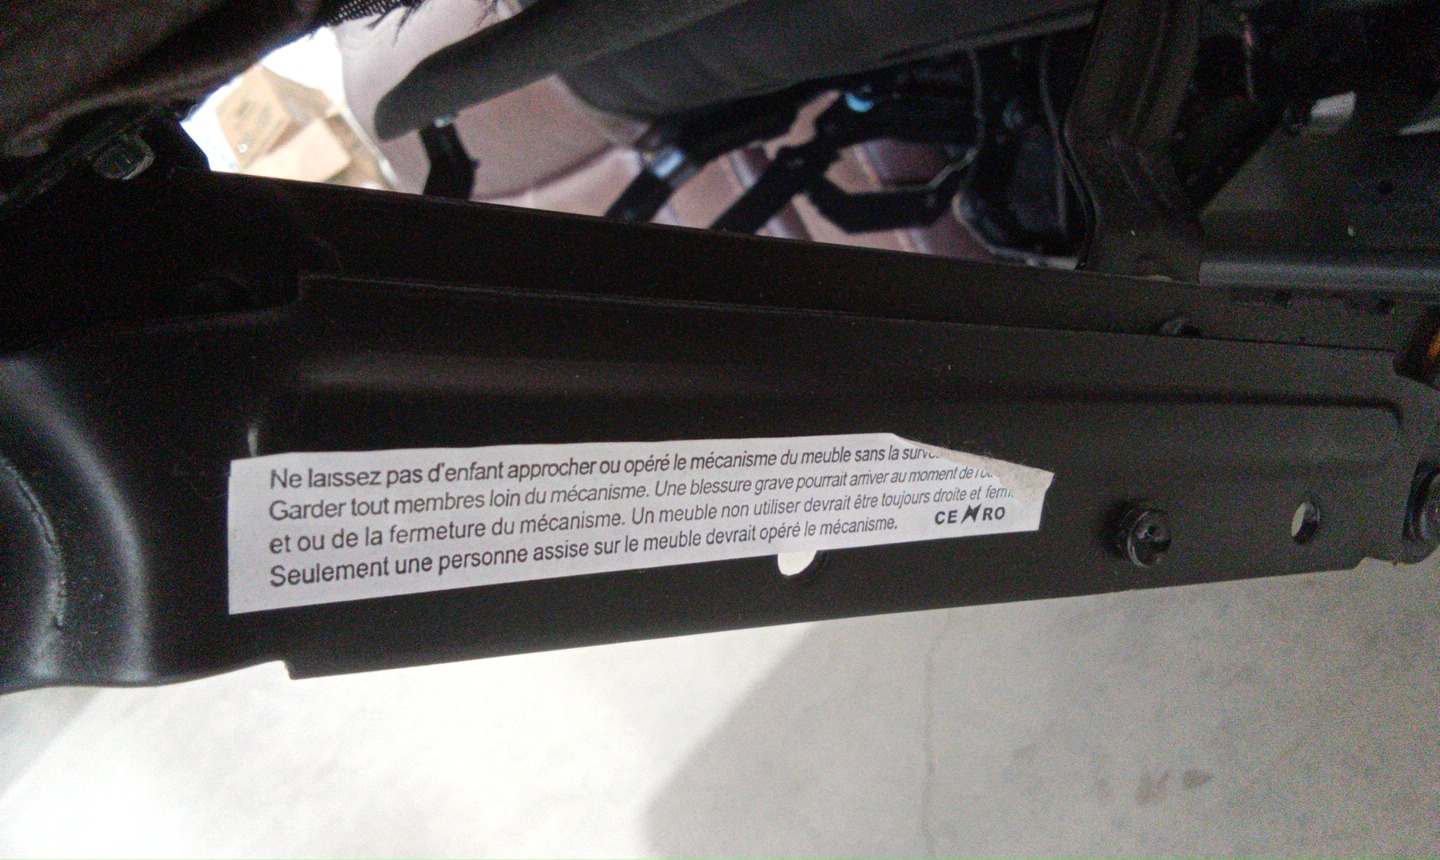 Ne laissez pas d'enfant approcher ou opéré le mécanisme du meuble sans la
Garder tout membres loin du mécanisme. Une blessure grave pourrait arriver au moment de
et ou de la fermeture du mécanisme. Un meuble non utiliser devrait être toujours droite et
Seulement une personne assise sur le meuble devrait opéré le mécanisme.